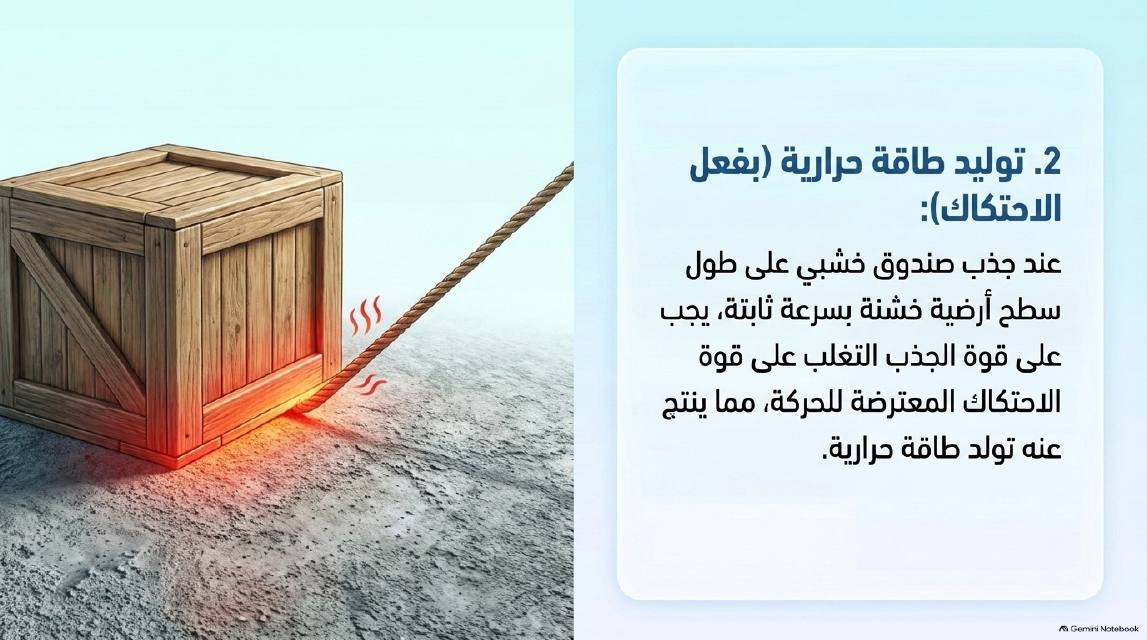 2. توليد طاقة حرارية (بفعل
الاحتكاك):
عند جذب صندوق خشبي على طول
سطح أرضية خشنة بسرعة ثابتة، يجب
على قوة الجذب التغلب على قوة
الاحتكاك المعترضة للحركة، مما ينتج
عنه تولد طاقة حرارية.
Gemini Notebook